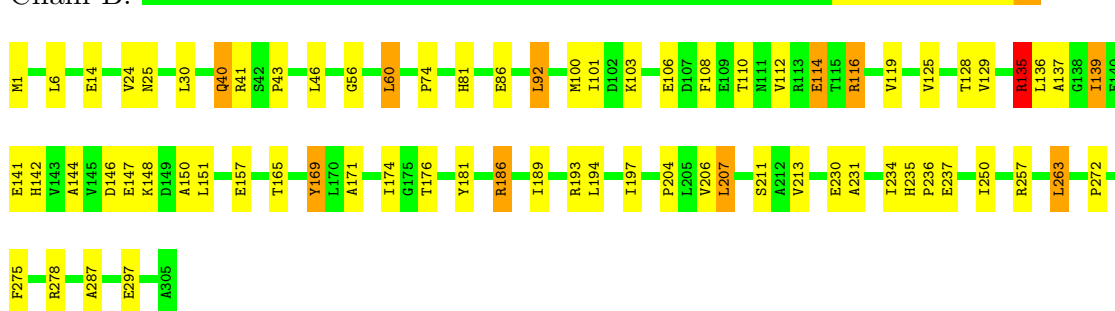 Chain B:
M1 L6 E14 V24 N25 L30 Q40 R41 S42 P43 L46 G56 L60 P74 H81 E86 L92 M100 I101 D102 K103 E106 D107 F108 E109 T110 N111 V112 R113 E114 T115 R116 V119 V125 T128 V129 R135 L136 A137 G138 I139 E140
E141 H142 V143 A144 V145 D146 E147 K148 D149 A150 L151 E157 T165 Y169 L170 A171 I174 G175 T176 Y181 R186 I189 R193 L194 I197 P204 L205 V206 L207 S211 A212 V213 E230 A231 I234 H235 P236 E237 I250 R257 L263 P272
F275 R278 A287 E297 A305